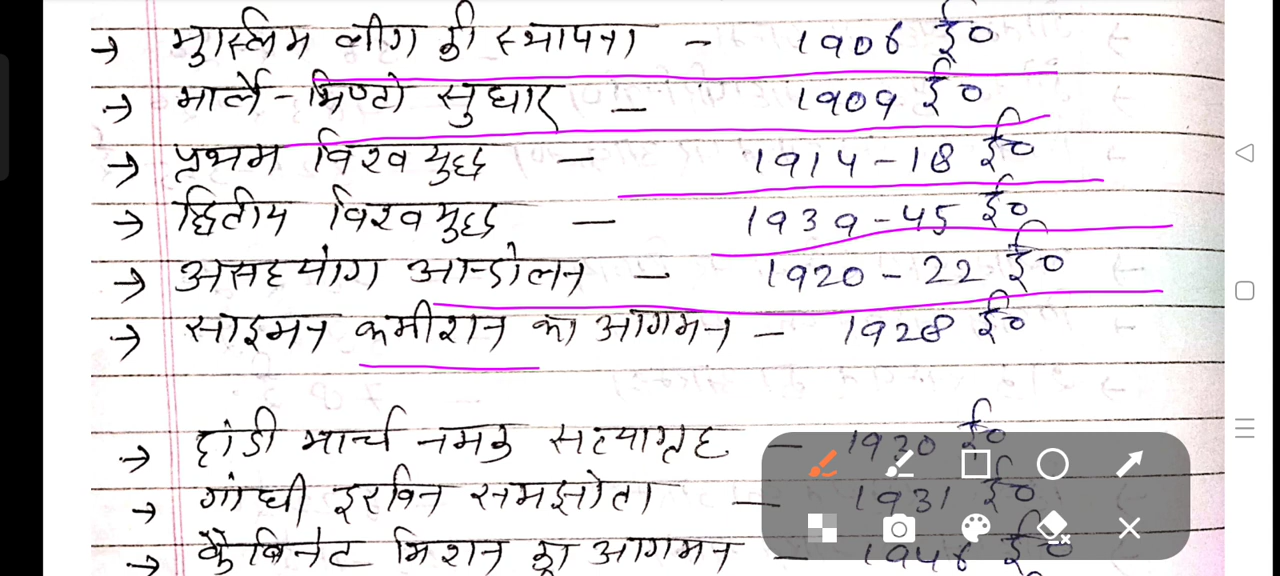 → मुस्लिम लीग की स्थापना - 1906 ई०
→ मार्ले-मिण्टो सुधार - 1909 ई०
→ प्रथम विश्व युद्ध - 1914-18 ई०
→ द्वितीय विश्व युद्ध - 1939-45 ई०
→ असहयोग आन्दोलन - 1920-22 ई०
→ साइमन कमीशन का आगमन - 1928 ई०
→ दांडी मार्च नमक सत्याग्रह - 1930 ई०
→ गांधी इरविन समझोता - 1931 ई०
→ कैबिनेट मिशन का आगमन - 1946 ई०